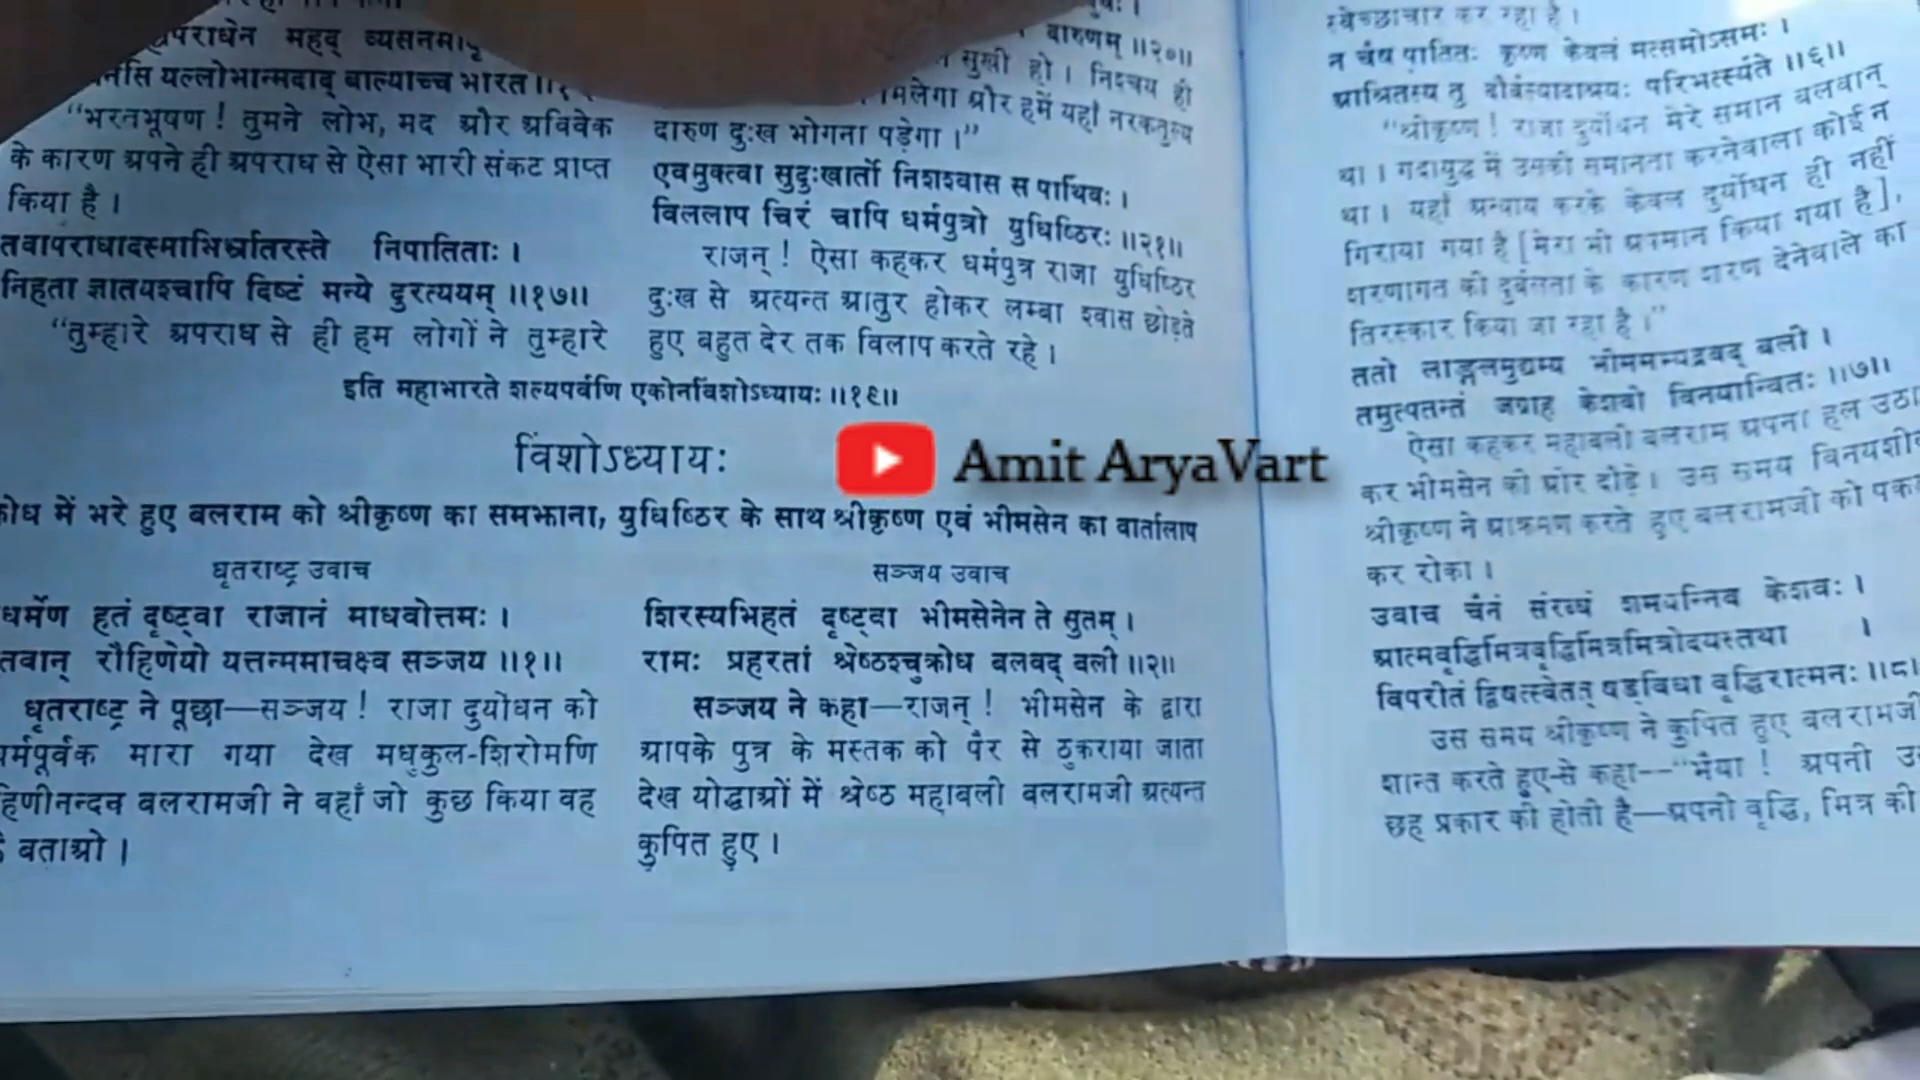 महद् व्यसनमा
यल्लोभान्मदाद् बाल्याच्च भारत
“भरतभूषण ! तुमने लोभ, मद और अविवेक
के कारण अपने ही अपराध से ऐसा भारी संकट प्राप्त
किया है ।
तवापराधादस्माभिर्भ्रातरस्ते निपातिताः ।
निहता ज्ञातयश्चापि दिष्टं मन्ये दुरत्ययम् ॥१७॥
“तुम्हारे अपराध से ही हम लोगों ने तुम्हारे
दारुणम् ॥२०॥
सुखी हो । निश्चय ही
मिलेगा और हमें यहाँ नरकतुल्य
दारुण दुःख भोगना पड़ेगा ।”
एवमुक्त्वा सुदुःखार्तो निशश्वास स पार्थिवः ।
विललाप चिरं चापि धर्मपुत्रो युधिष्ठिरः ॥२१॥
राजन् ! ऐसा कहकर धर्मपुत्र राजा युधिष्ठिर
दुःख से अत्यन्त आतुर होकर लम्बा श्वास छोड़ते
हुए बहुत देर तक विलाप करते रहे ।
इति महाभारते शल्यपर्वणि एकोनविंशोऽध्यायः ॥१९॥
विंशोऽध्यायः
Amit AryaVart
क्रोध में भरे हुए बलराम को श्रीकृष्ण का समझाना, युधिष्ठिर के साथ श्रीकृष्ण एवं भीमसेन का वार्तालाप
धृतराष्ट्र उवाच
धर्मेण हतं दृष्ट्वा राजानं माधवोत्तमः ।
तवान् रौहिणेयो यत्तन्ममाचक्ष्व सञ्जय ॥१॥
धृतराष्ट्र ने पूछा—सञ्जय ! राजा दुर्योधन को
र्मपूर्वक मारा गया देख मधुकुल-शिरोमणि
हिणीनन्दन बलरामजी ने वहाँ जो कुछ किया वह
बताओ ।
सञ्जय उवाच
शिरस्यभिहतं दृष्ट्वा भीमसेनेन ते सुतम् ।
रामः प्रहरतां श्रेष्ठश्चुक्रोध बलवद् बली ॥२॥
सञ्जय ने कहा—राजन् ! भीमसेन के द्वारा
आपके पुत्र के मस्तक को पैर से ठुकराया जाता
देख योद्धाओं में श्रेष्ठ महाबली बलरामजी अत्यन्त
कुपित हुए ।
स्वेच्छाचार कर रहा है ।
न चैष पातितः कृष्ण केवलं मत्समोऽसमः ।
आश्रितस्य तु दौर्बल्यादाश्रयः परिभर्त्स्यते ॥६॥
“श्रीकृष्ण ! राजा दुर्योधन मेरे समान बलवान्
था । गदायुद्ध में उसकी समानता करनेवाला कोई न
था । यहाँ अन्याय करके केवल दुर्योधन ही नहीं
गिराया गया है [मेरा भी अपमान किया गया है],
शरणागत की दुर्बलता के कारण शरण देनेवाले का
तिरस्कार किया जा रहा है ।”
ततो लाङ्गलमुद्यम्य भीममभ्यद्रवद् बली ।
तमुत्पतन्तं जग्राह केशवो विनयान्वितः ॥७॥
ऐसा कहकर महाबली बलराम अपना हल उठा
कर भीमसेन की ओर दौड़े । उस समय विनयशील
श्रीकृष्ण ने आक्रमण करते हुए बलरामजी को पकड़
कर रोका ।
उवाच चैनं संरब्धं शमयन्निव केशवः ।
आत्मवृद्धिर्मित्रवृद्धिर्मित्रमित्रोदयस्तथा ।
विपरीतं द्विषत्स्वेतत् षड्विधा वृद्धिरात्मनः ॥८॥
उस समय श्रीकृष्ण ने कुपित हुए बलरामजी
शान्त करते हुए-से कहा—“भैया ! अपनी
छह प्रकार की होती है—अपनी वृद्धि, मित्र की